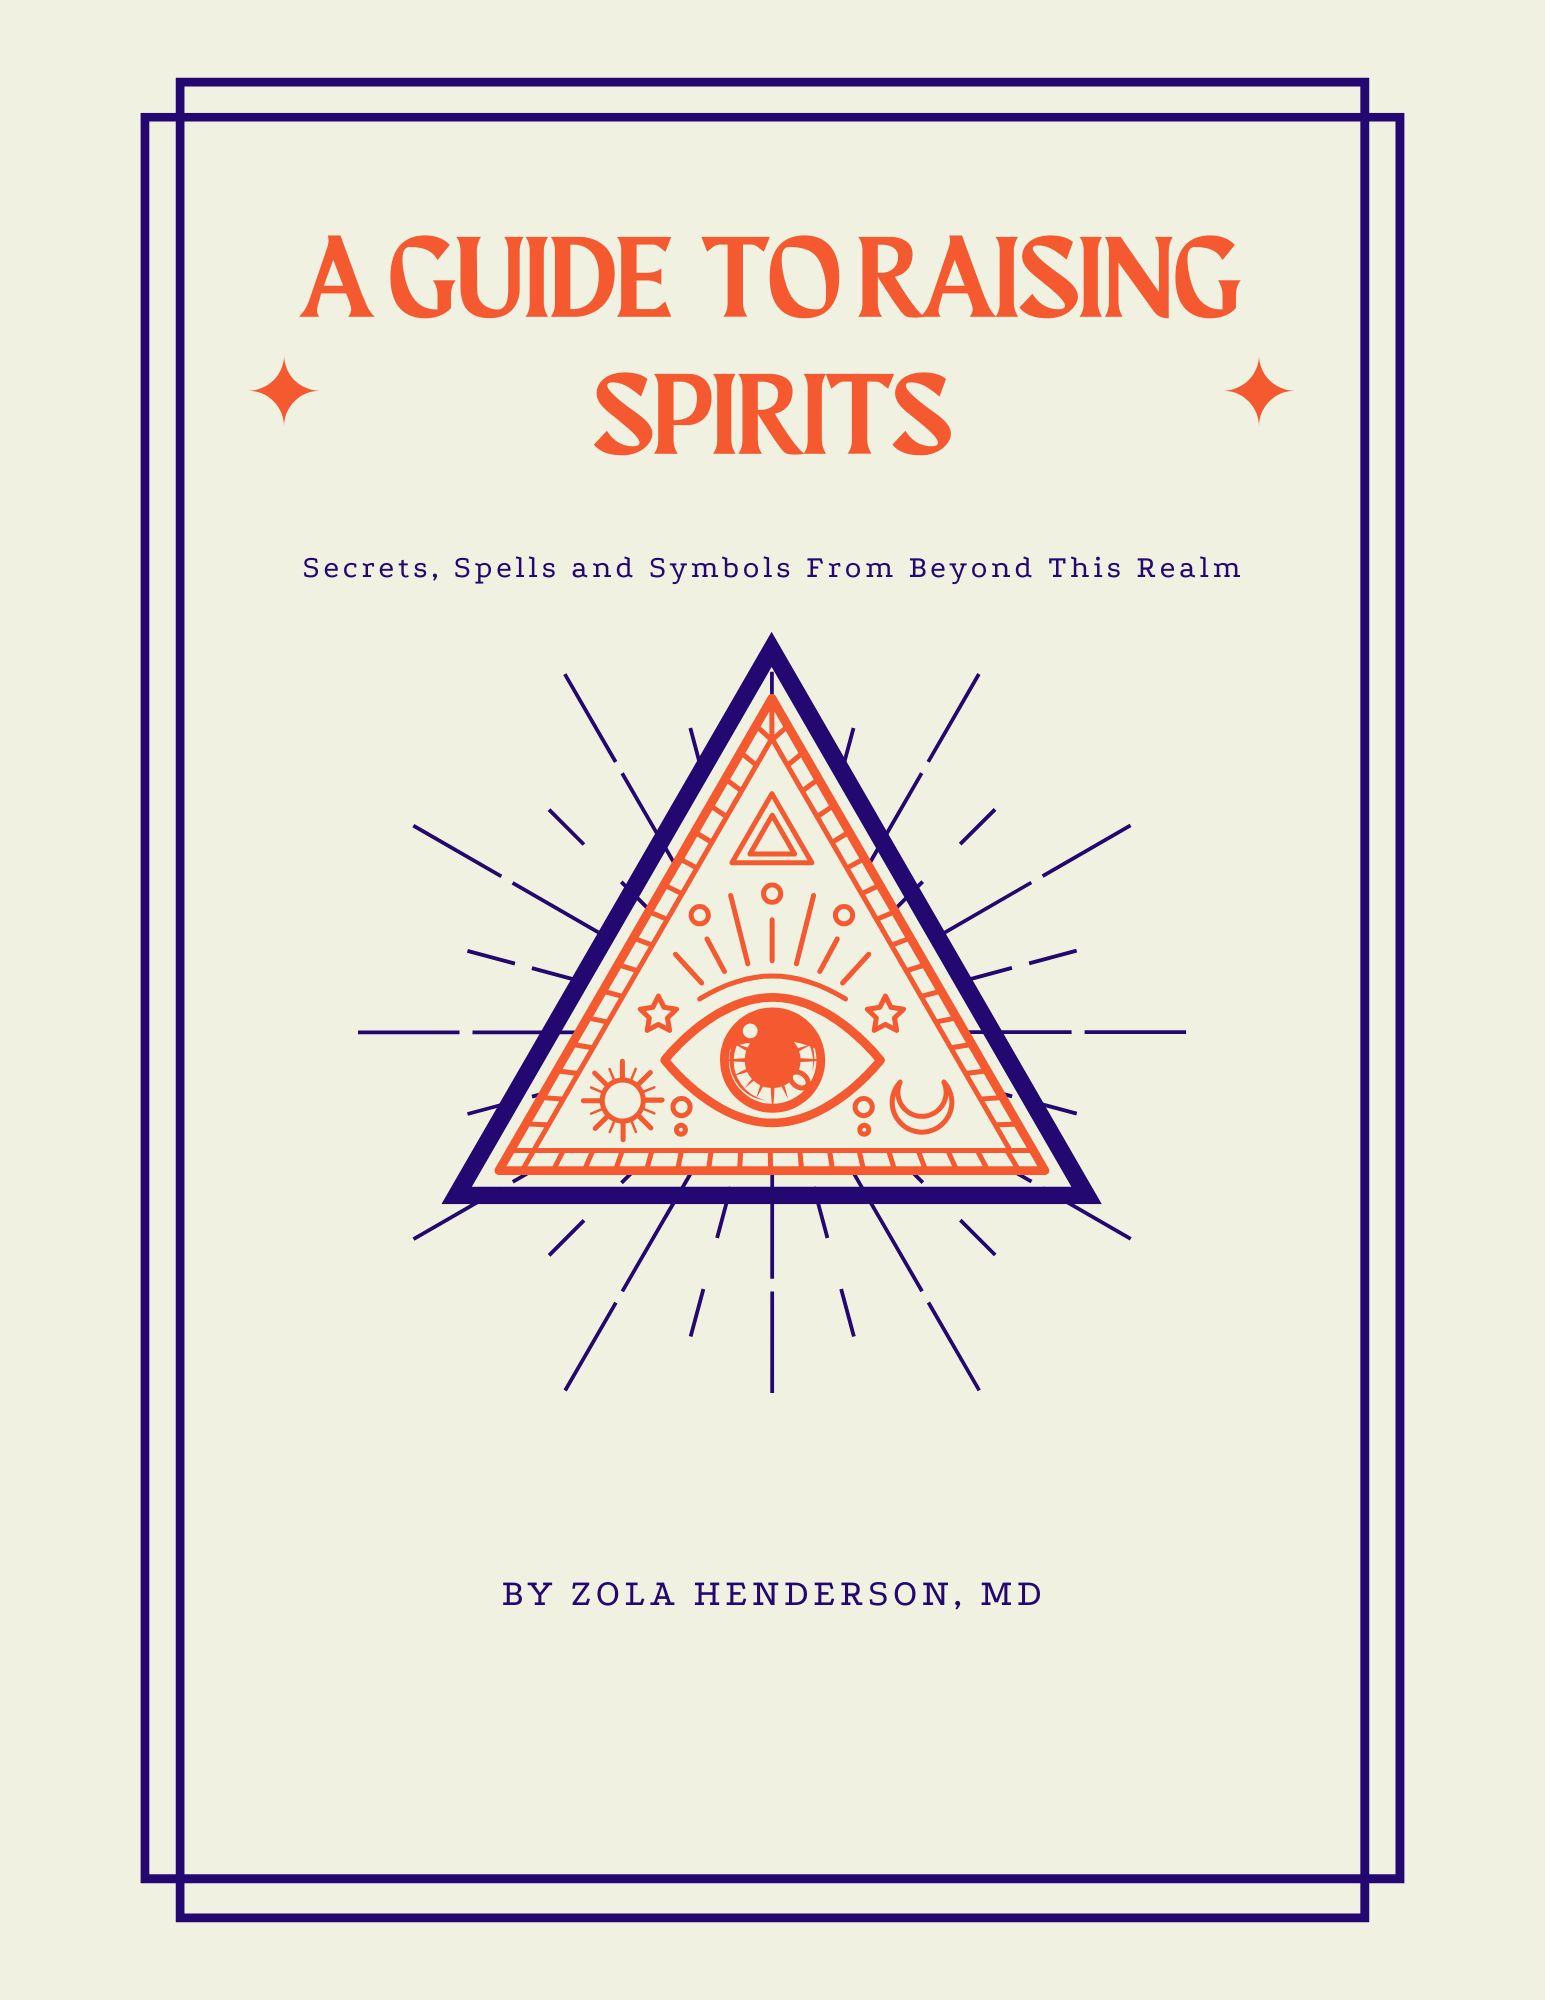 A GUIDE TO RAISING
SPIRITS
Secrets, Spells and Symbols From Beyond This Realm
BY ZOLA HENDERSON, MD